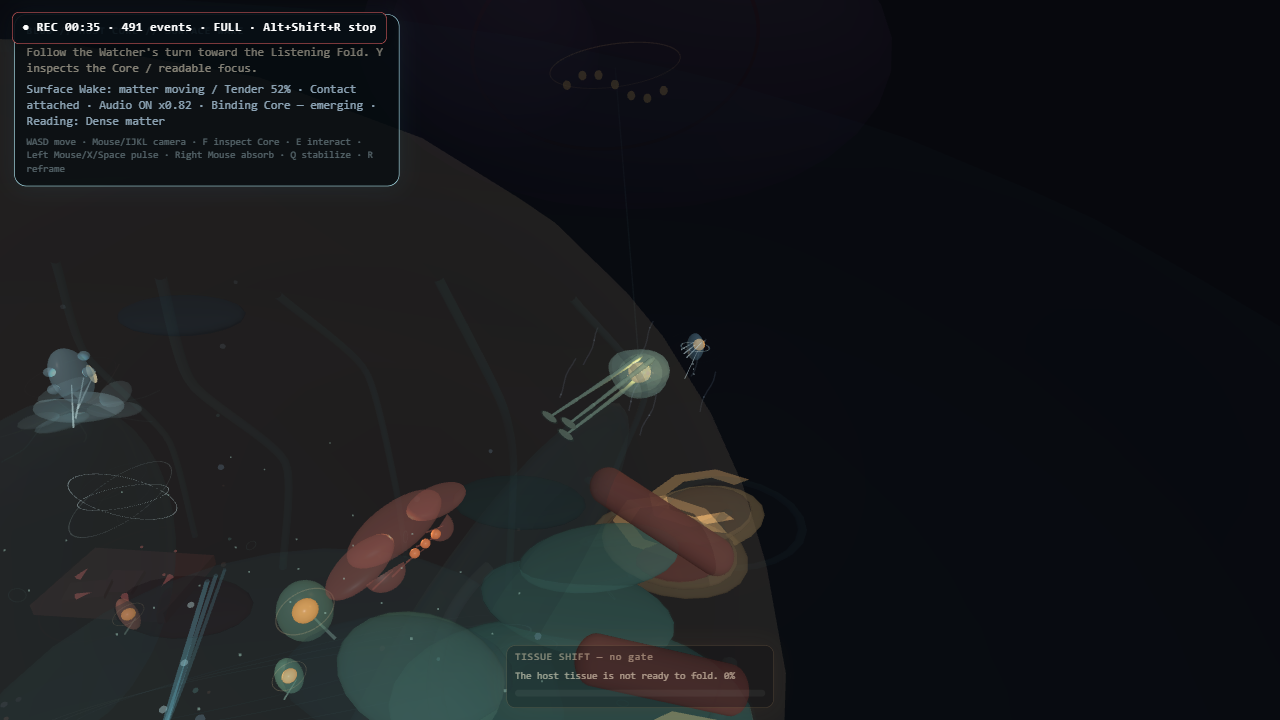 ● REC 00:35 · 491 events · FULL · Alt+Shift+R stop
Follow the Watcher's turn toward the Listening Fold. Y
inspects the Core / readable focus.
Surface Wake: matter moving / Tender 52% · Contact
attached · Audio ON x0.82 · Binding Core — emerging ·
Reading: Dense matter
WASD move · Mouse/IJKL camera · F inspect Core · E interact ·
Left Mouse/X/Space pulse · Right Mouse absorb · Q stabilize · R
reframe
TISSUE SHIFT — no gate
The host tissue is not ready to fold. 0%